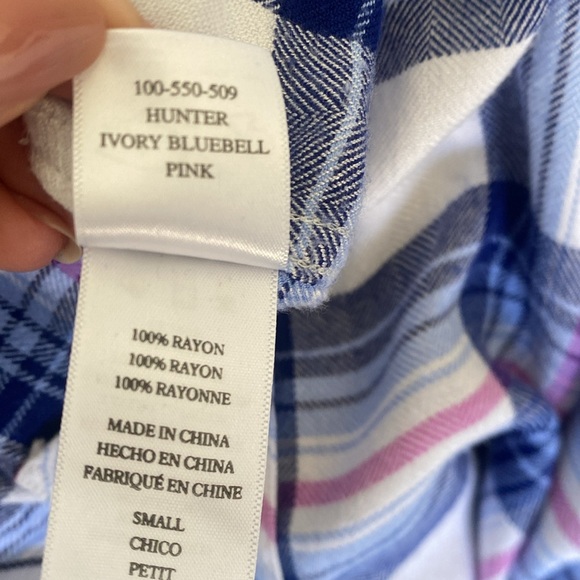 100-550-509
HUNTER
IVORY BLUEBELL
PINK
100% RAYON
100% RAYON
100% RAYONNE
MADE IN CHINA
HECHO EN CHINA
FABRIQUÉ EN CHINE
SMALL
CHICO
PETIT